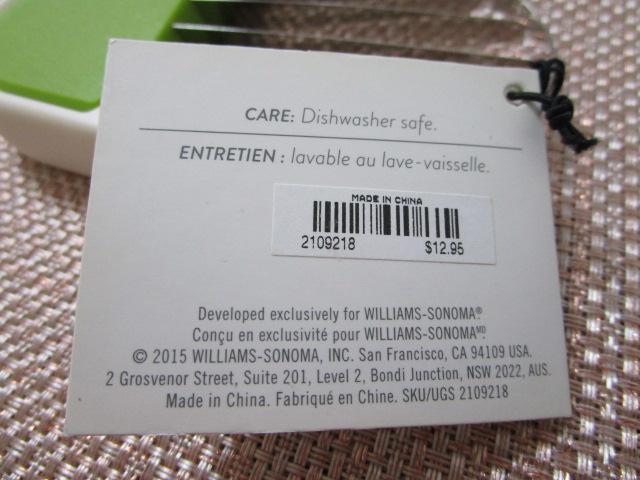 CARE: Dishwasher safe.
ENTRETIEN : lavable au lave-vaisselle.
MADE IN CHINA
2109218 $12.95
Developed exclusively for WILLIAMS-SONOMA®
Conçu en exclusivité pour WILLIAMS-SONOMAMD.
© 2015 WILLIAMS-SONOMA, INC. San Francisco, CA 94109 USA.
2 Grosvenor Street, Suite 201, Level 2, Bondi Junction, NSW 2022, AUS.
Made in China. Fabriqué en Chine. SKU/UGS 2109218